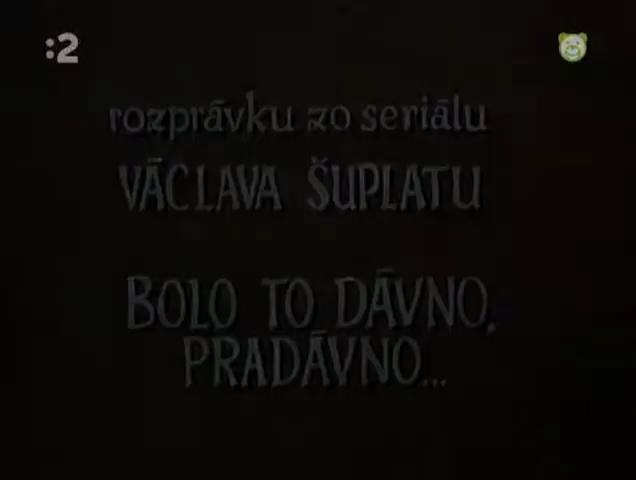 :2
rozprávku zo seriálu
VÁCLAVA ŠUPLATU
BOLO TO DÁVNO,
PRADÁVNO...